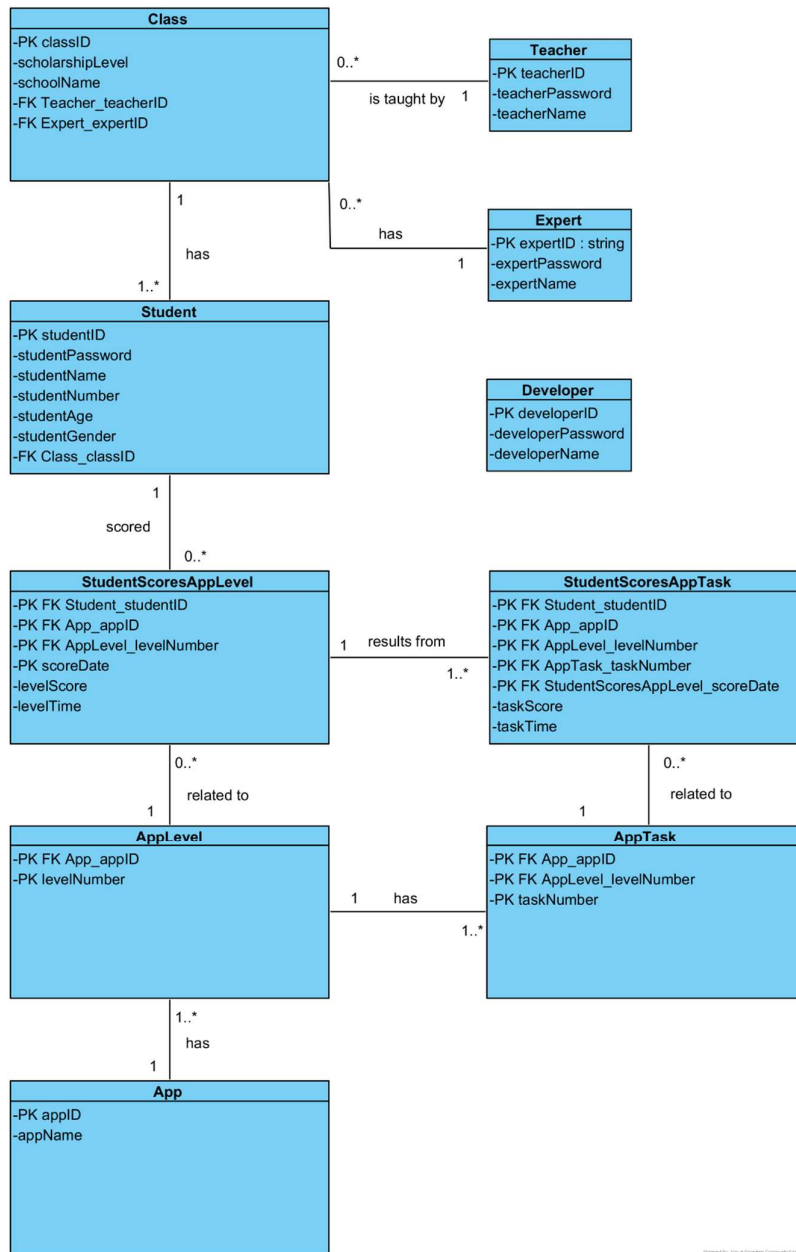 Class
-PK classID
-scholarshipLevel
-schoolName
-FK Teacher_teacherID
-FK Expert_expertID
0..*
is taught by
1
Teacher
-PK teacherID
-teacherPassword
-teacherName
0..*
has
1
Expert
-PK expertID : string
-expertPassword
-expertName
1
has
1..*
Student
-PK studentID
-studentPassword
-studentName
-studentNumber
-studentAge
-studentGender
-FK Class_classID
Developer
-PK developerID
-developerPassword
-developerName
1
scored
0..*
StudentScoresAppLevel
-PK FK Student_studentID
-PK FK App_appID
-PK FK AppLevel_levelNumber
-PK scoreDate
-levelScore
-levelTime
1
results from
1..*
StudentScoresAppTask
-PK FK Student_studentID
-PK FK App_appID
-PK FK AppLevel_levelNumber
-PK FK AppTask_taskNumber
-PK FK StudentScoresAppLevel_scoreDate
-taskScore
-taskTime
0..*
related to
1
0..*
related to
1
AppLevel
-PK FK App_appID
-PK levelNumber
1
has
1..*
AppTask
-PK FK App_appID
-PK FK AppLevel_levelNumber
-PK taskNumber
1..*
has
1
App
-PK appID
-appName